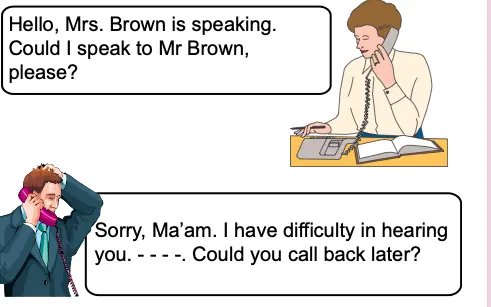 Hello, Mrs. Brown is speaking.
Could I speak to Mr Brown,
please?
Sorry, Ma’am. I have difficulty in hearing
you. - - - -. Could you call back later?